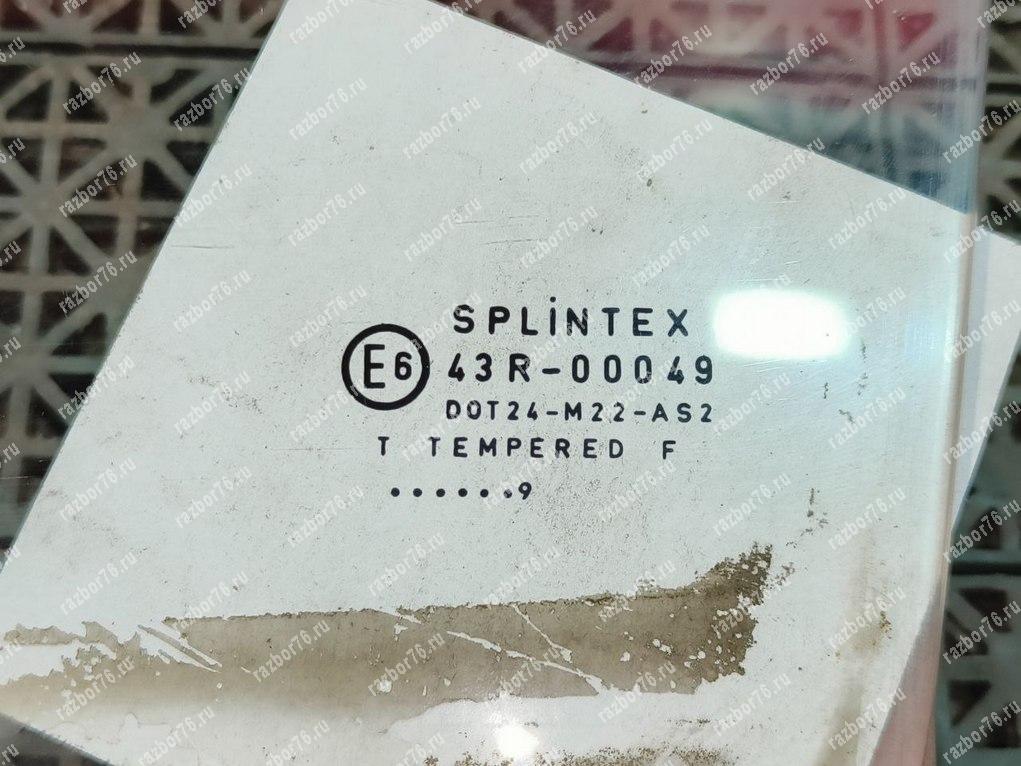 SPLiNTEX
E6 43R-00049
DOT24-M22-AS2
T TEMPERED F
•••••••9
razbor76.ru